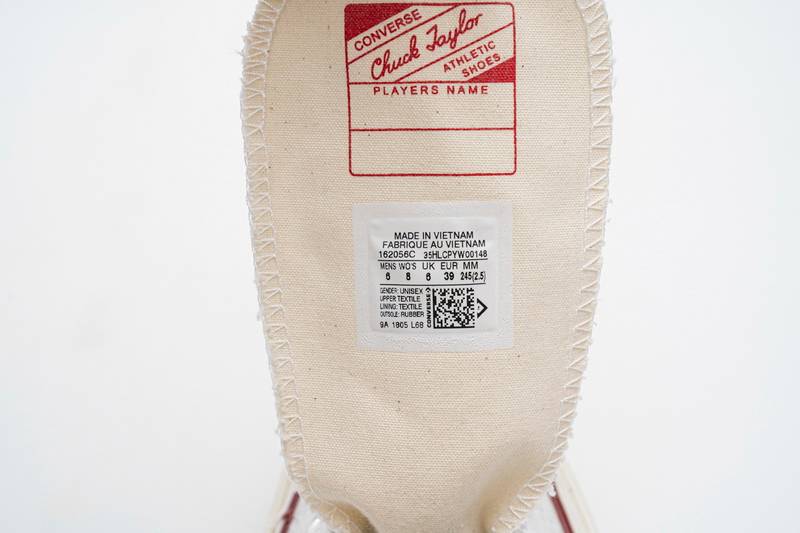 CONVERSE
Chuck Taylor
ATHLETIC
SHOES
PLAYERS NAME
MADE IN VIETNAM
FABRIQUE AU VIETNAM
162056C 35HLCPYW00148
MENS WO'S UK EUR MM
6 8 6 39 245(2.5)
GENDER: UNISEX
UPPER: TEXTILE
LINING: TEXTILE
OUTSOLE: RUBBER
9A 1805 L68
CONVERSE